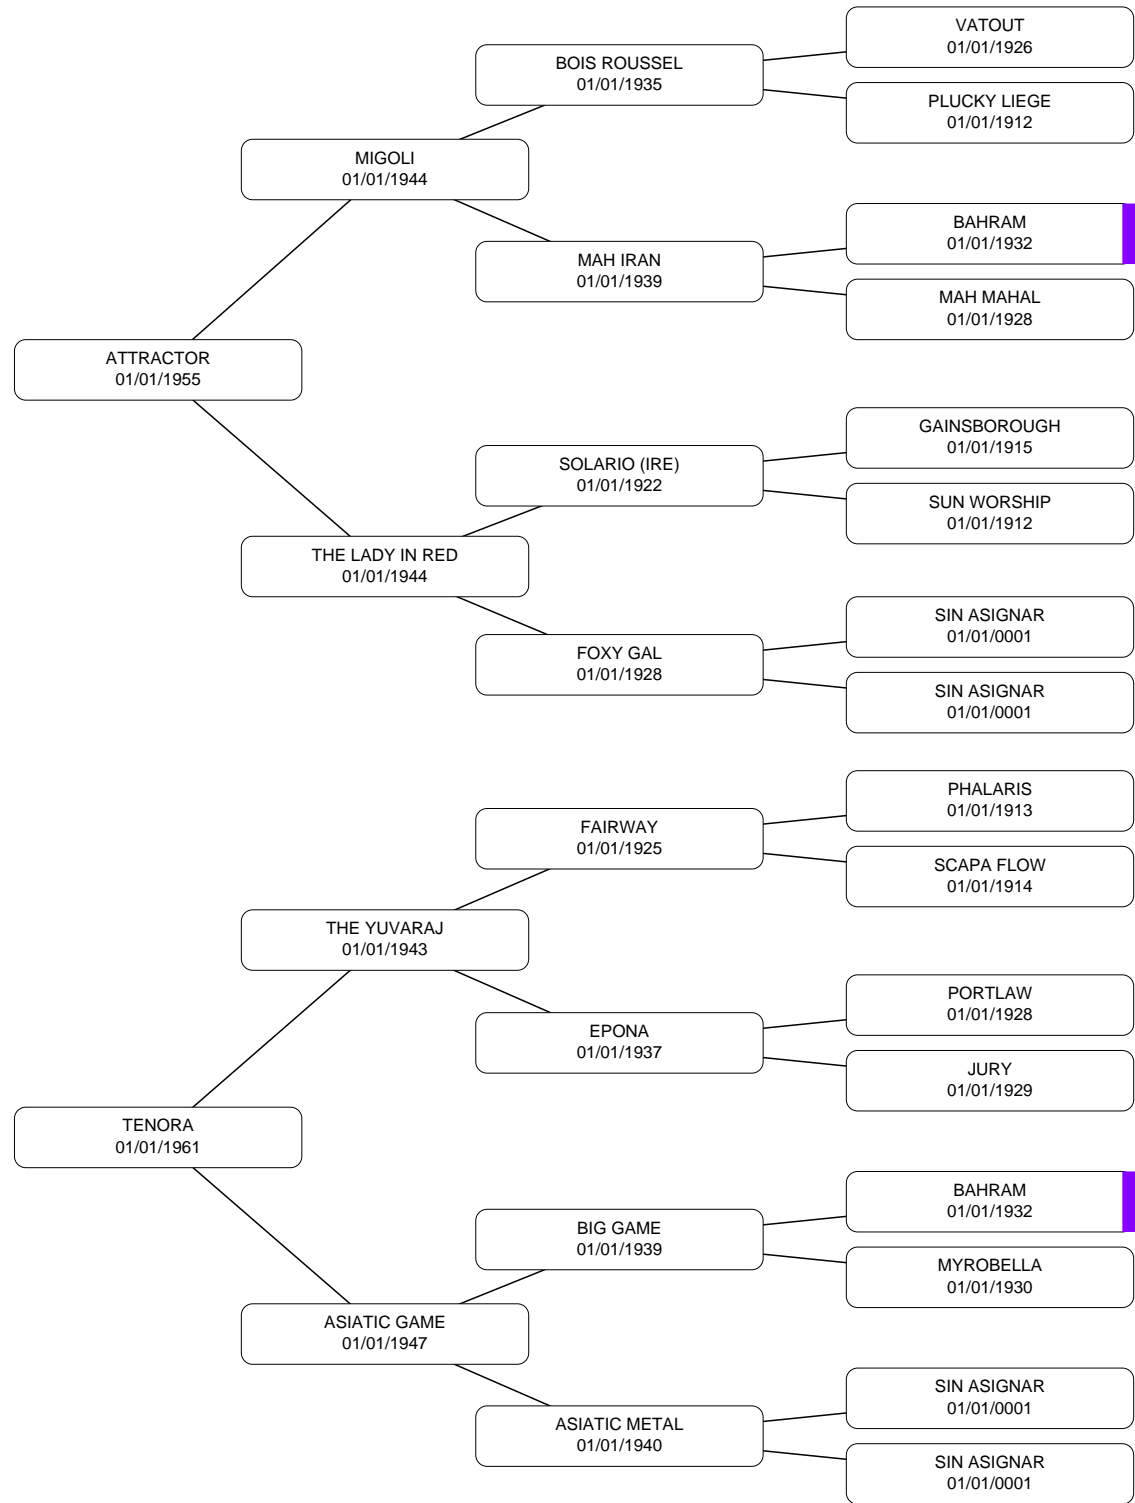 VATOUT
01/01/1926
BOIS ROUSSEL
01/01/1935
PLUCKY LIEGE
01/01/1912
MIGOLI
01/01/1944
BAHRAM
01/01/1932
MAH IRAN
01/01/1939
MAH MAHAL
01/01/1928
ATTRACTOR
01/01/1955
GAINSBOROUGH
01/01/1915
SOLARIO (IRE)
01/01/1922
SUN WORSHIP
01/01/1912
THE LADY IN RED
01/01/1944
SIN ASIGNAR
01/01/0001
FOXY GAL
01/01/1928
SIN ASIGNAR
01/01/0001
PHALARIS
01/01/1913
FAIRWAY
01/01/1925
SCAPA FLOW
01/01/1914
THE YUVARAJ
01/01/1943
PORTLAW
01/01/1928
EPONA
01/01/1937
JURY
01/01/1929
TENORA
01/01/1961
BAHRAM
01/01/1932
BIG GAME
01/01/1939
MYROBELLA
01/01/1930
ASIATIC GAME
01/01/1947
SIN ASIGNAR
01/01/0001
ASIATIC METAL
01/01/1940
SIN ASIGNAR
01/01/0001